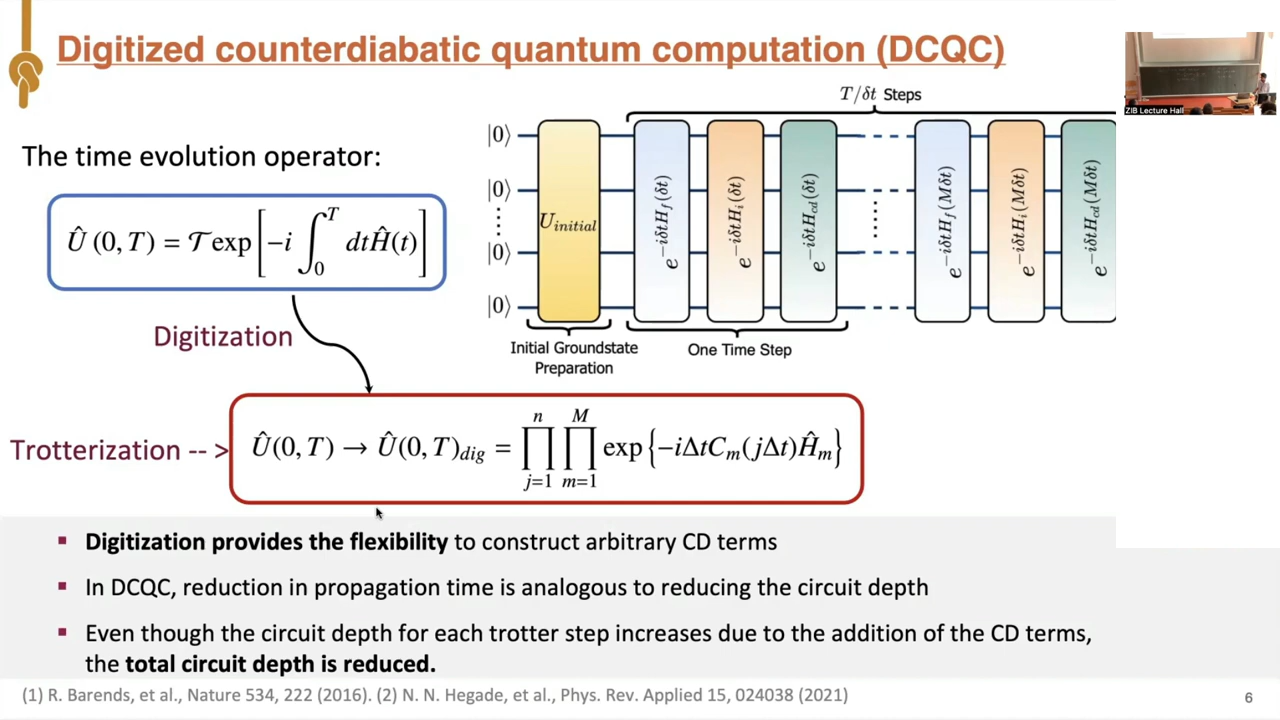 Digitized counterdiabatic quantum computation (DCQC)
ZIB Lecture Hall
The time evolution operator:
Û (0, T) = 𝒯 exp [−i ∫₀ᵀ dtĤ(t)]
Digitization
T/δt Steps
|0⟩
|0⟩
|0⟩
|0⟩
U_initial
e^{−iδtH_f(δt)}
e^{−iδtH_i(δt)}
e^{−iδtH_cd(δt)}
e^{−iδtH_f(Mδt)}
e^{−iδtH_i(Mδt)}
e^{−iδtH_cd(Mδt)}
Initial Groundstate
Preparation
One Time Step
Trotterization -- >
Û(0, T) → Û(0, T)_dig = ∏_{j=1}^{n} ∏_{m=1}^{M} exp{−iΔtC_m(jΔt)Ĥ_m}
▪ Digitization provides the flexibility to construct arbitrary CD terms
▪ In DCQC, reduction in propagation time is analogous to reducing the circuit depth
▪ Even though the circuit depth for each trotter step increases due to the addition of the CD terms,
the total circuit depth is reduced.
(1) R. Barends, et al., Nature 534, 222 (2016). (2) N. N. Hegade, et al., Phys. Rev. Applied 15, 024038 (2021)
6